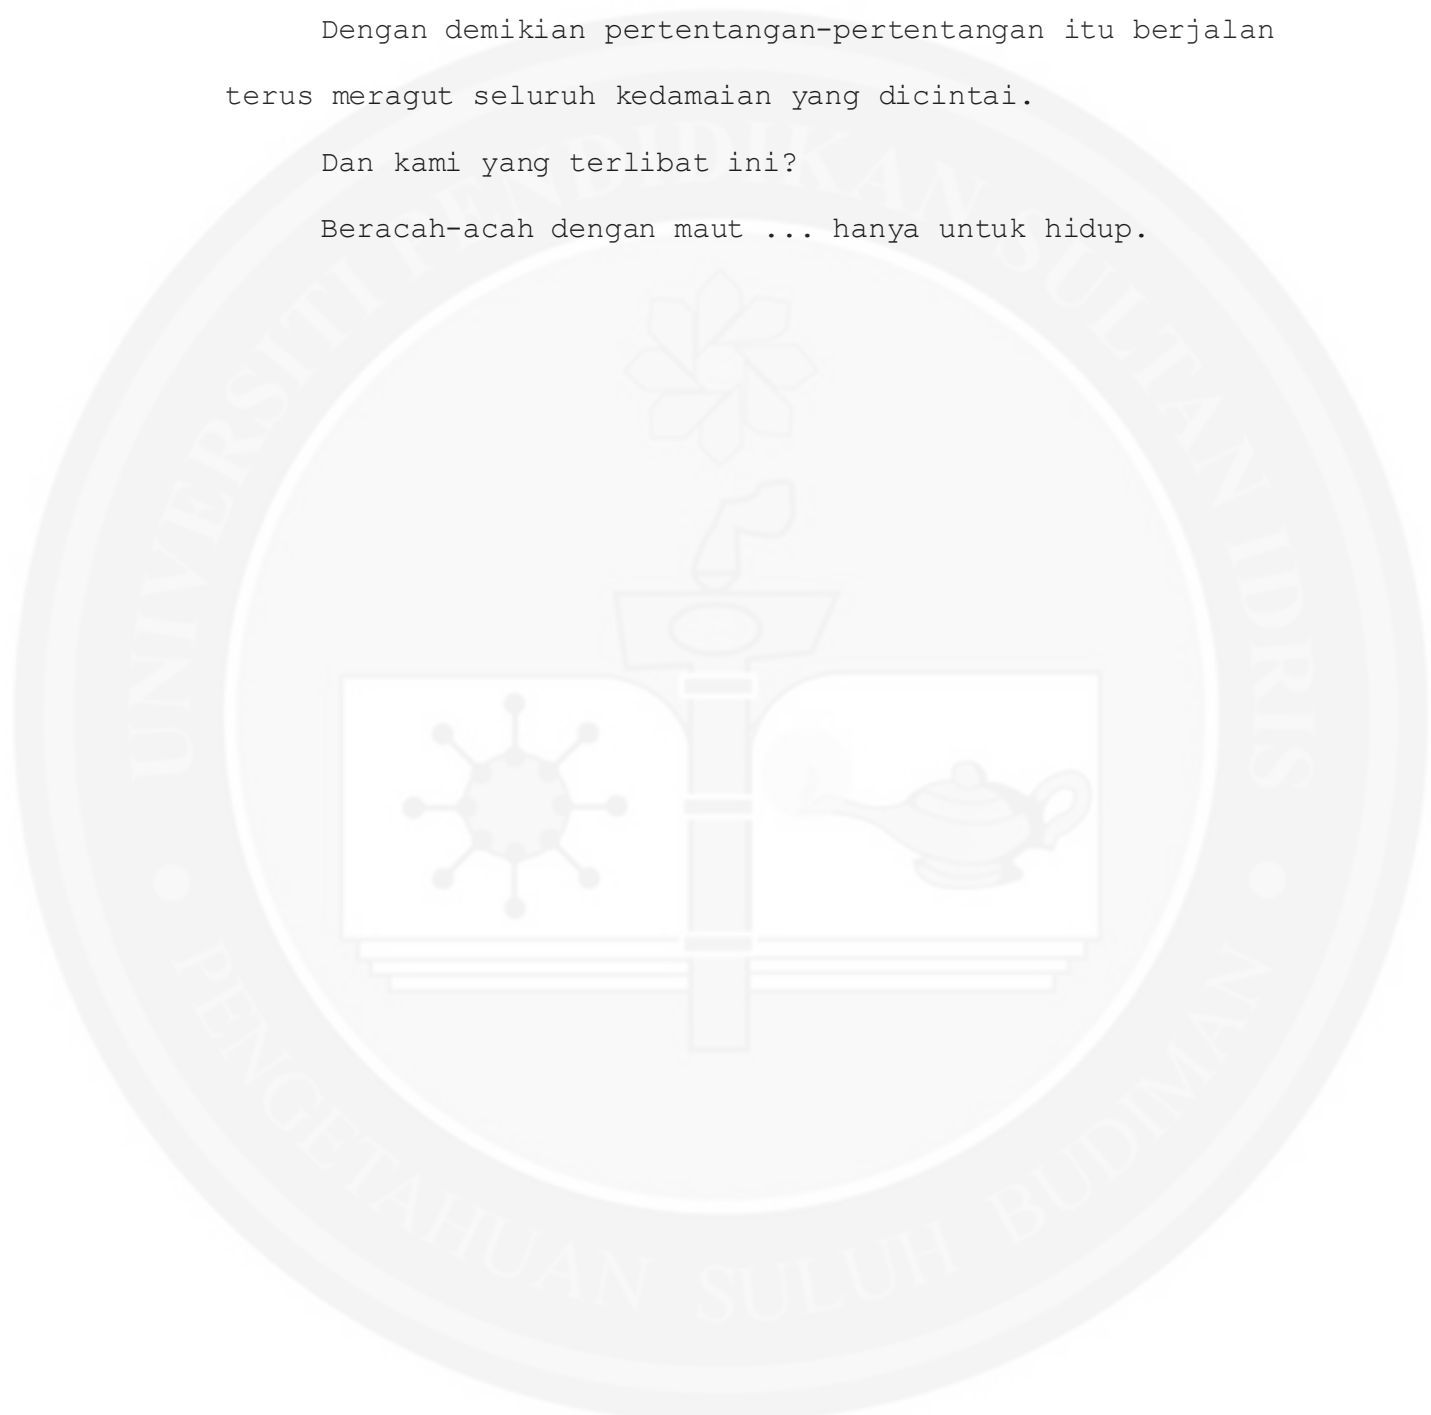 Dengan demikian pertentangan-pertentangan itu berjalan
terus meragut seluruh kedamaian yang dicintai.
Dan kami yang terlibat ini?
Beracah-acah dengan maut ... hanya untuk hidup.
UNIVERSITI PENDIDIKAN SULTAN IDRIS
PENGETAHUAN SULUH BUDIMAN